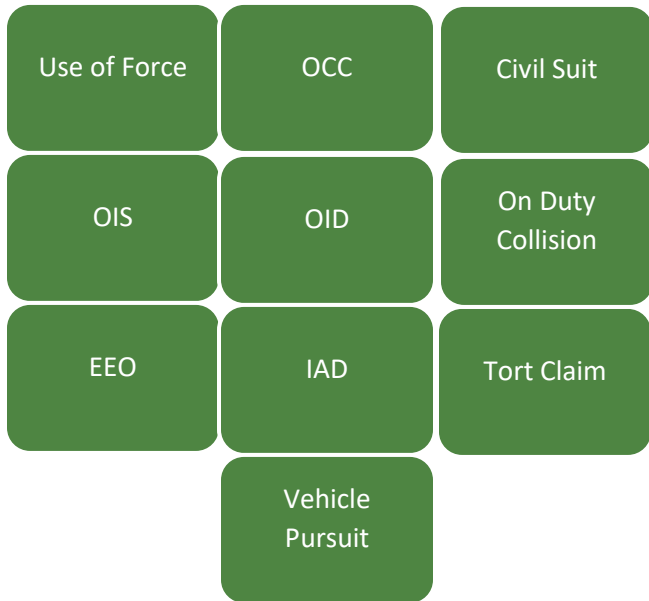 Use of Force
OCC
Civil Suit
OIS
OID
On Duty
Collision
EEO
IAD
Tort Claim
Vehicle
Pursuit